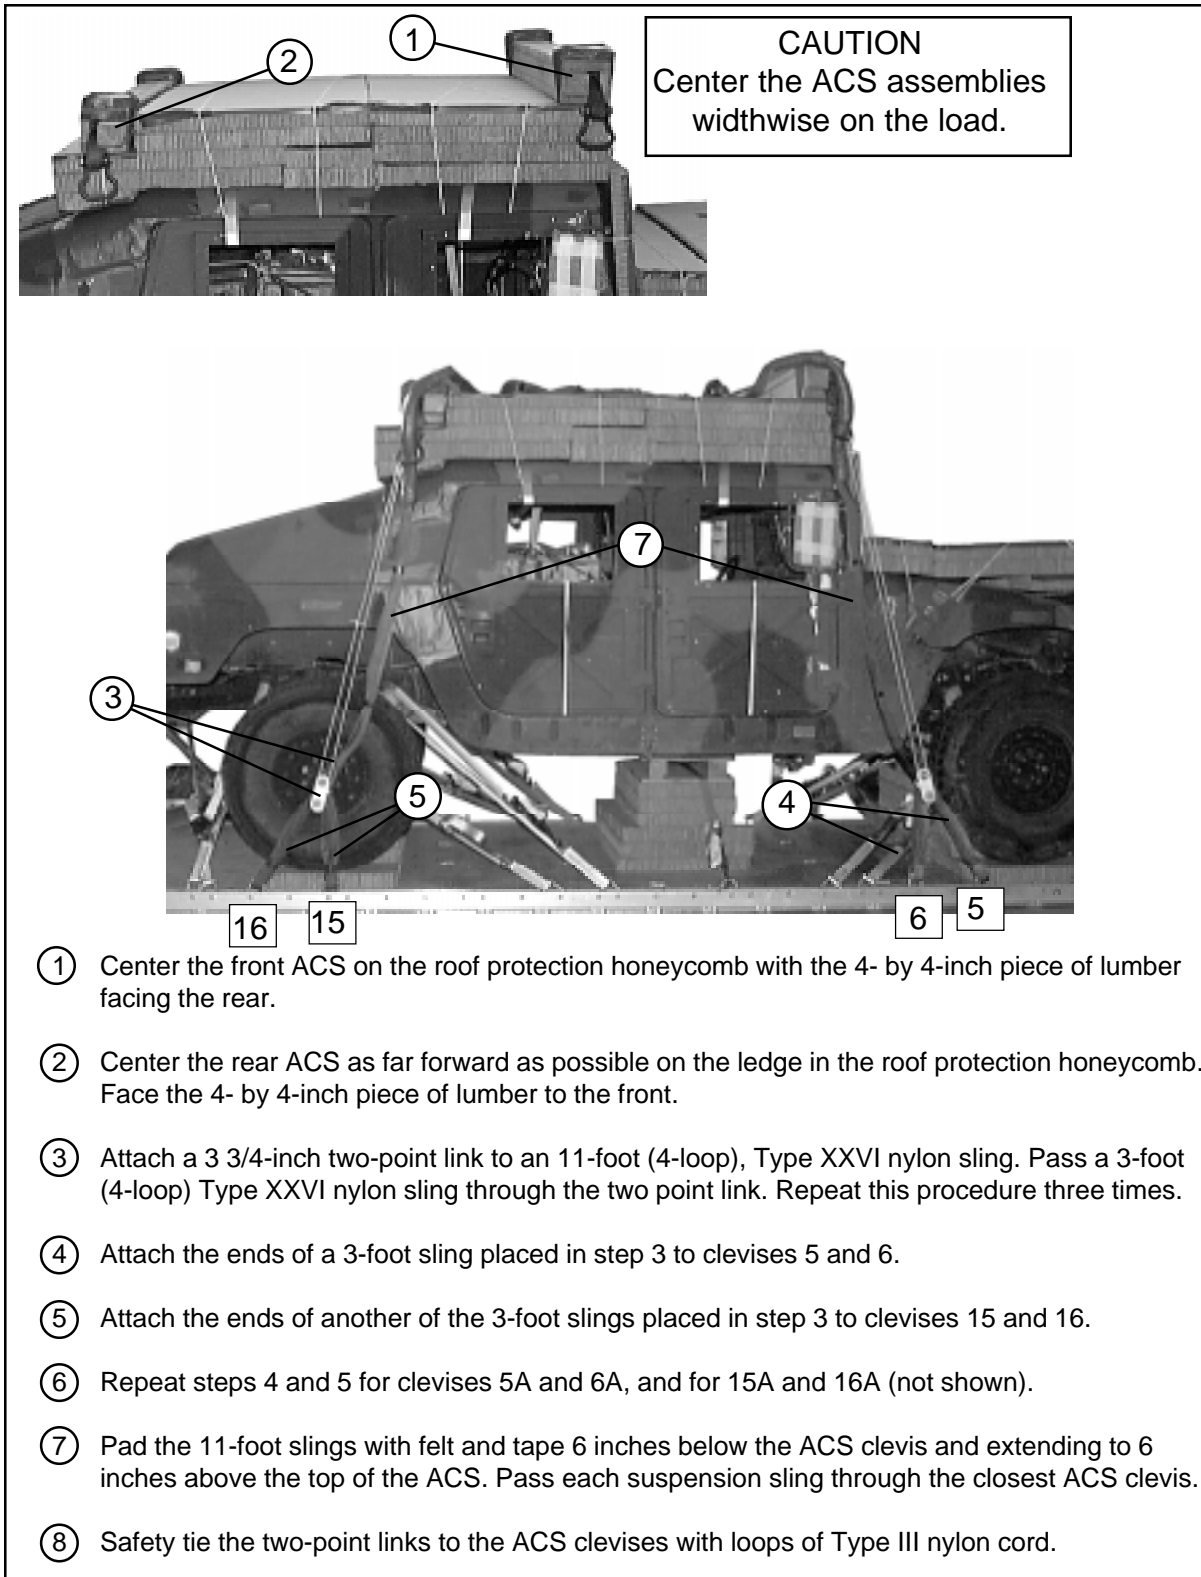 1
2
CAUTION
Center the ACS assemblies
widthwise on the load.
7
3
5
4
16
15
6
5
1 Center the front ACS on the roof protection honeycomb with the 4- by 4-inch piece of lumber
facing the rear.
2 Center the rear ACS as far forward as possible on the ledge in the roof protection honeycomb.
Face the 4- by 4-inch piece of lumber to the front.
3 Attach a 3 3/4-inch two-point link to an 11-foot (4-loop), Type XXVI nylon sling. Pass a 3-foot
(4-loop) Type XXVI nylon sling through the two point link. Repeat this procedure three times.
4 Attach the ends of a 3-foot sling placed in step 3 to clevises 5 and 6.
5 Attach the ends of another of the 3-foot slings placed in step 3 to clevises 15 and 16.
6 Repeat steps 4 and 5 for clevises 5A and 6A, and for 15A and 16A (not shown).
7 Pad the 11-foot slings with felt and tape 6 inches below the ACS clevis and extending to 6
inches above the top of the ACS. Pass each suspension sling through the closest ACS clevis.
8 Safety tie the two-point links to the ACS clevises with loops of Type III nylon cord.